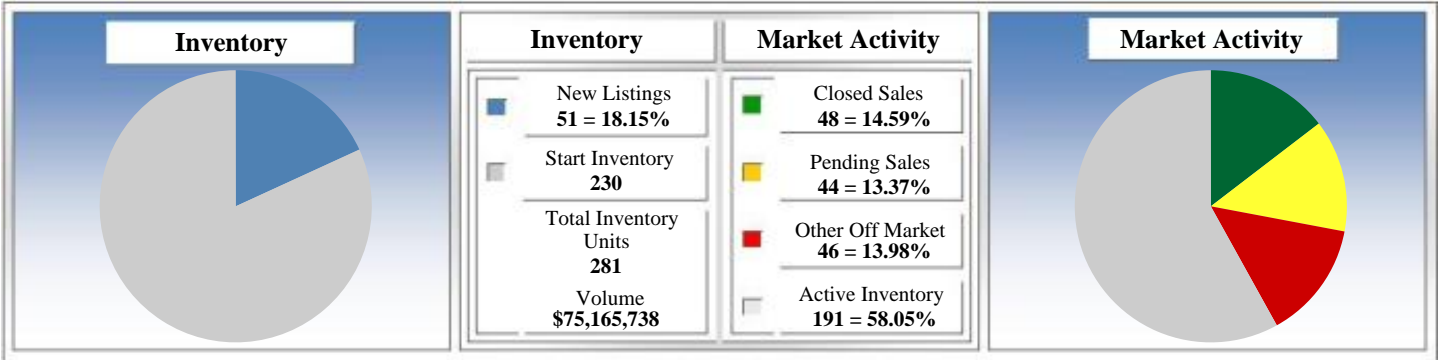 Inventory
Inventory
Market Activity
New Listings
51 = 18.15%
Start Inventory
230
Total Inventory
Units
281
Volume
$75,165,738
Closed Sales
48 = 14.59%
Pending Sales
44 = 13.37%
Other Off Market
46 = 13.98%
Active Inventory
191 = 58.05%
Market Activity